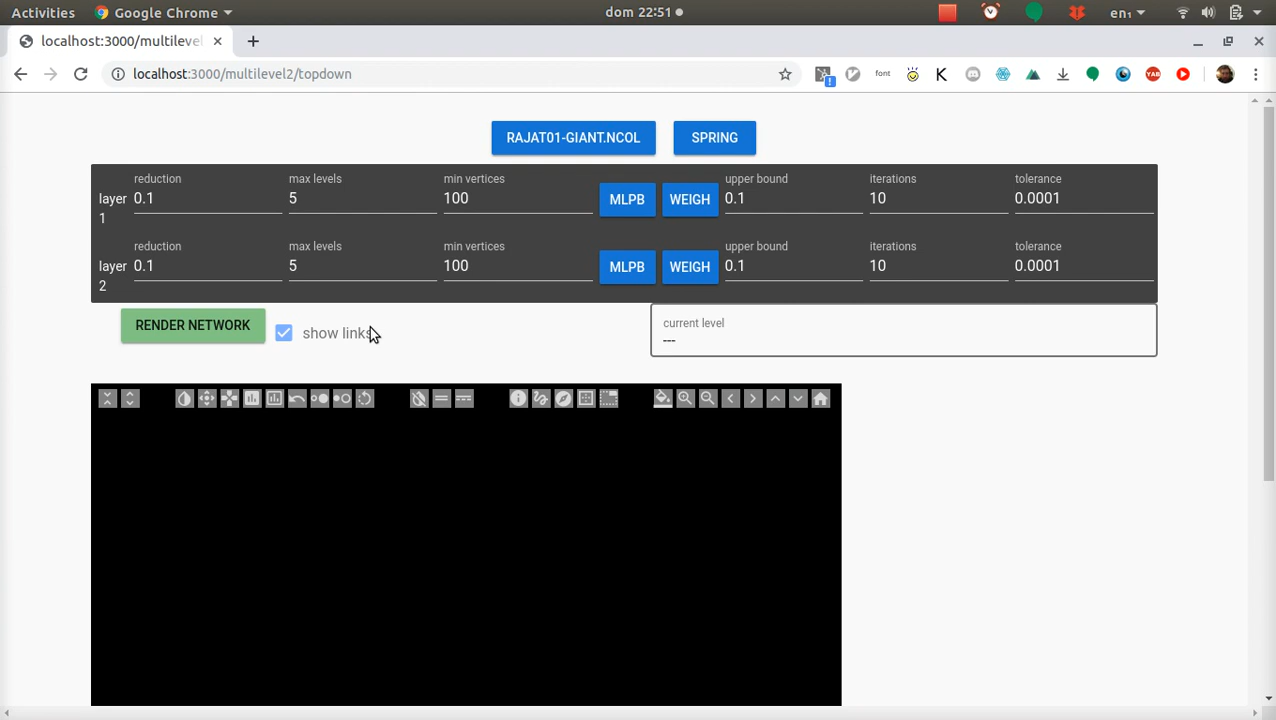 Activities Google Chrome dom 22:51 en₁
localhost:3000/multilevel
localhost:3000/multilevel2/topdown font K YAB
RAJAT01-GIANT.NCOL SPRING
reduction max levels min vertices upper bound iterations tolerance
layer 0.1 5 100 MLPB WEIGH 0.1 10 0.0001
1
reduction max levels min vertices upper bound iterations tolerance
layer 0.1 5 100 MLPB WEIGH 0.1 10 0.0001
2
RENDER NETWORK show links current level
---